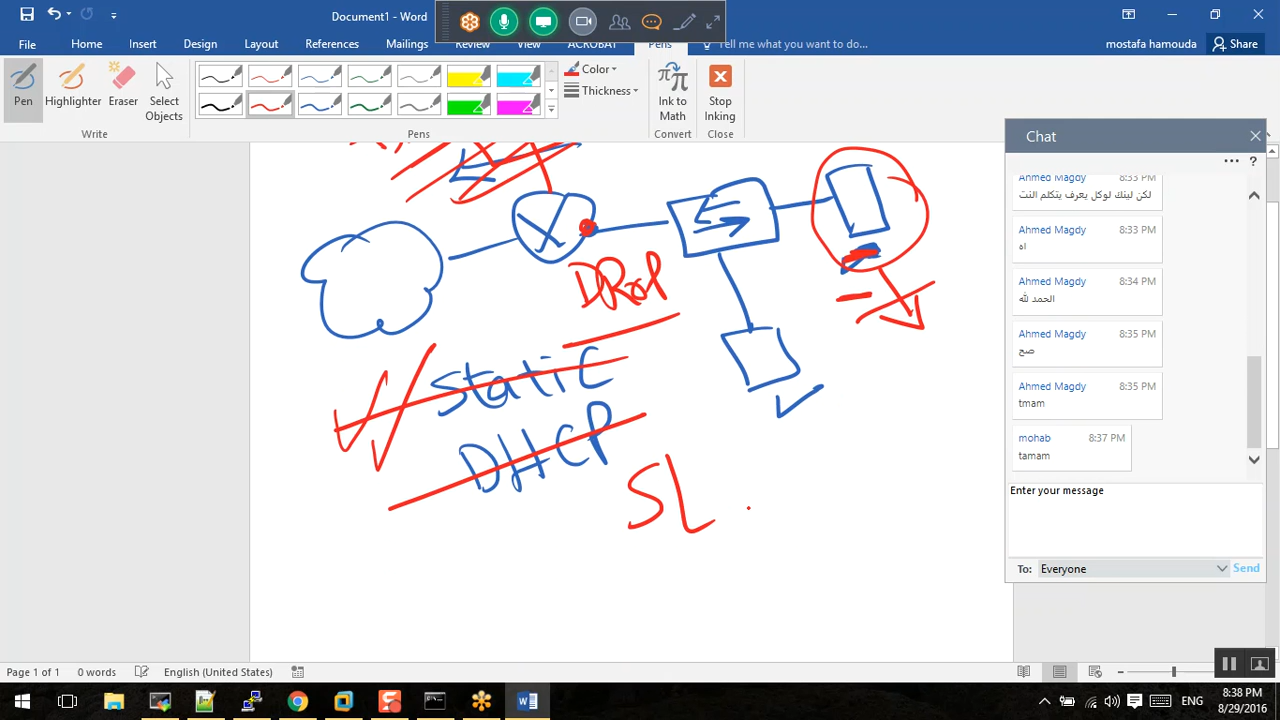 Document1 - Word
File
Home
Insert
Design
Layout
References
Mailings
Review
View
ACROBAT
Pens
Tell me what you want to do...
mostafa hamouda
Share
Pen
Highlighter
Eraser
Select
Objects
Write
Pens
Color
Thickness
Ink to
Math
Convert
Stop
Inking
Close
DRoP
Static
DHCP
SL
Chat
Ahmed Magdy 8:33 PM
لكن لينك لوكل يعرف يتكلم النت
Ahmed Magdy 8:33 PM
اه
Ahmed Magdy 8:34 PM
الحمد لله
Ahmed Magdy 8:35 PM
صح
Ahmed Magdy 8:35 PM
tmam
mohab 8:37 PM
tamam
Enter your message
To: Everyone
Send
Page 1 of 1
0 words
English (United States)
ENG
8:38 PM
8/29/2016